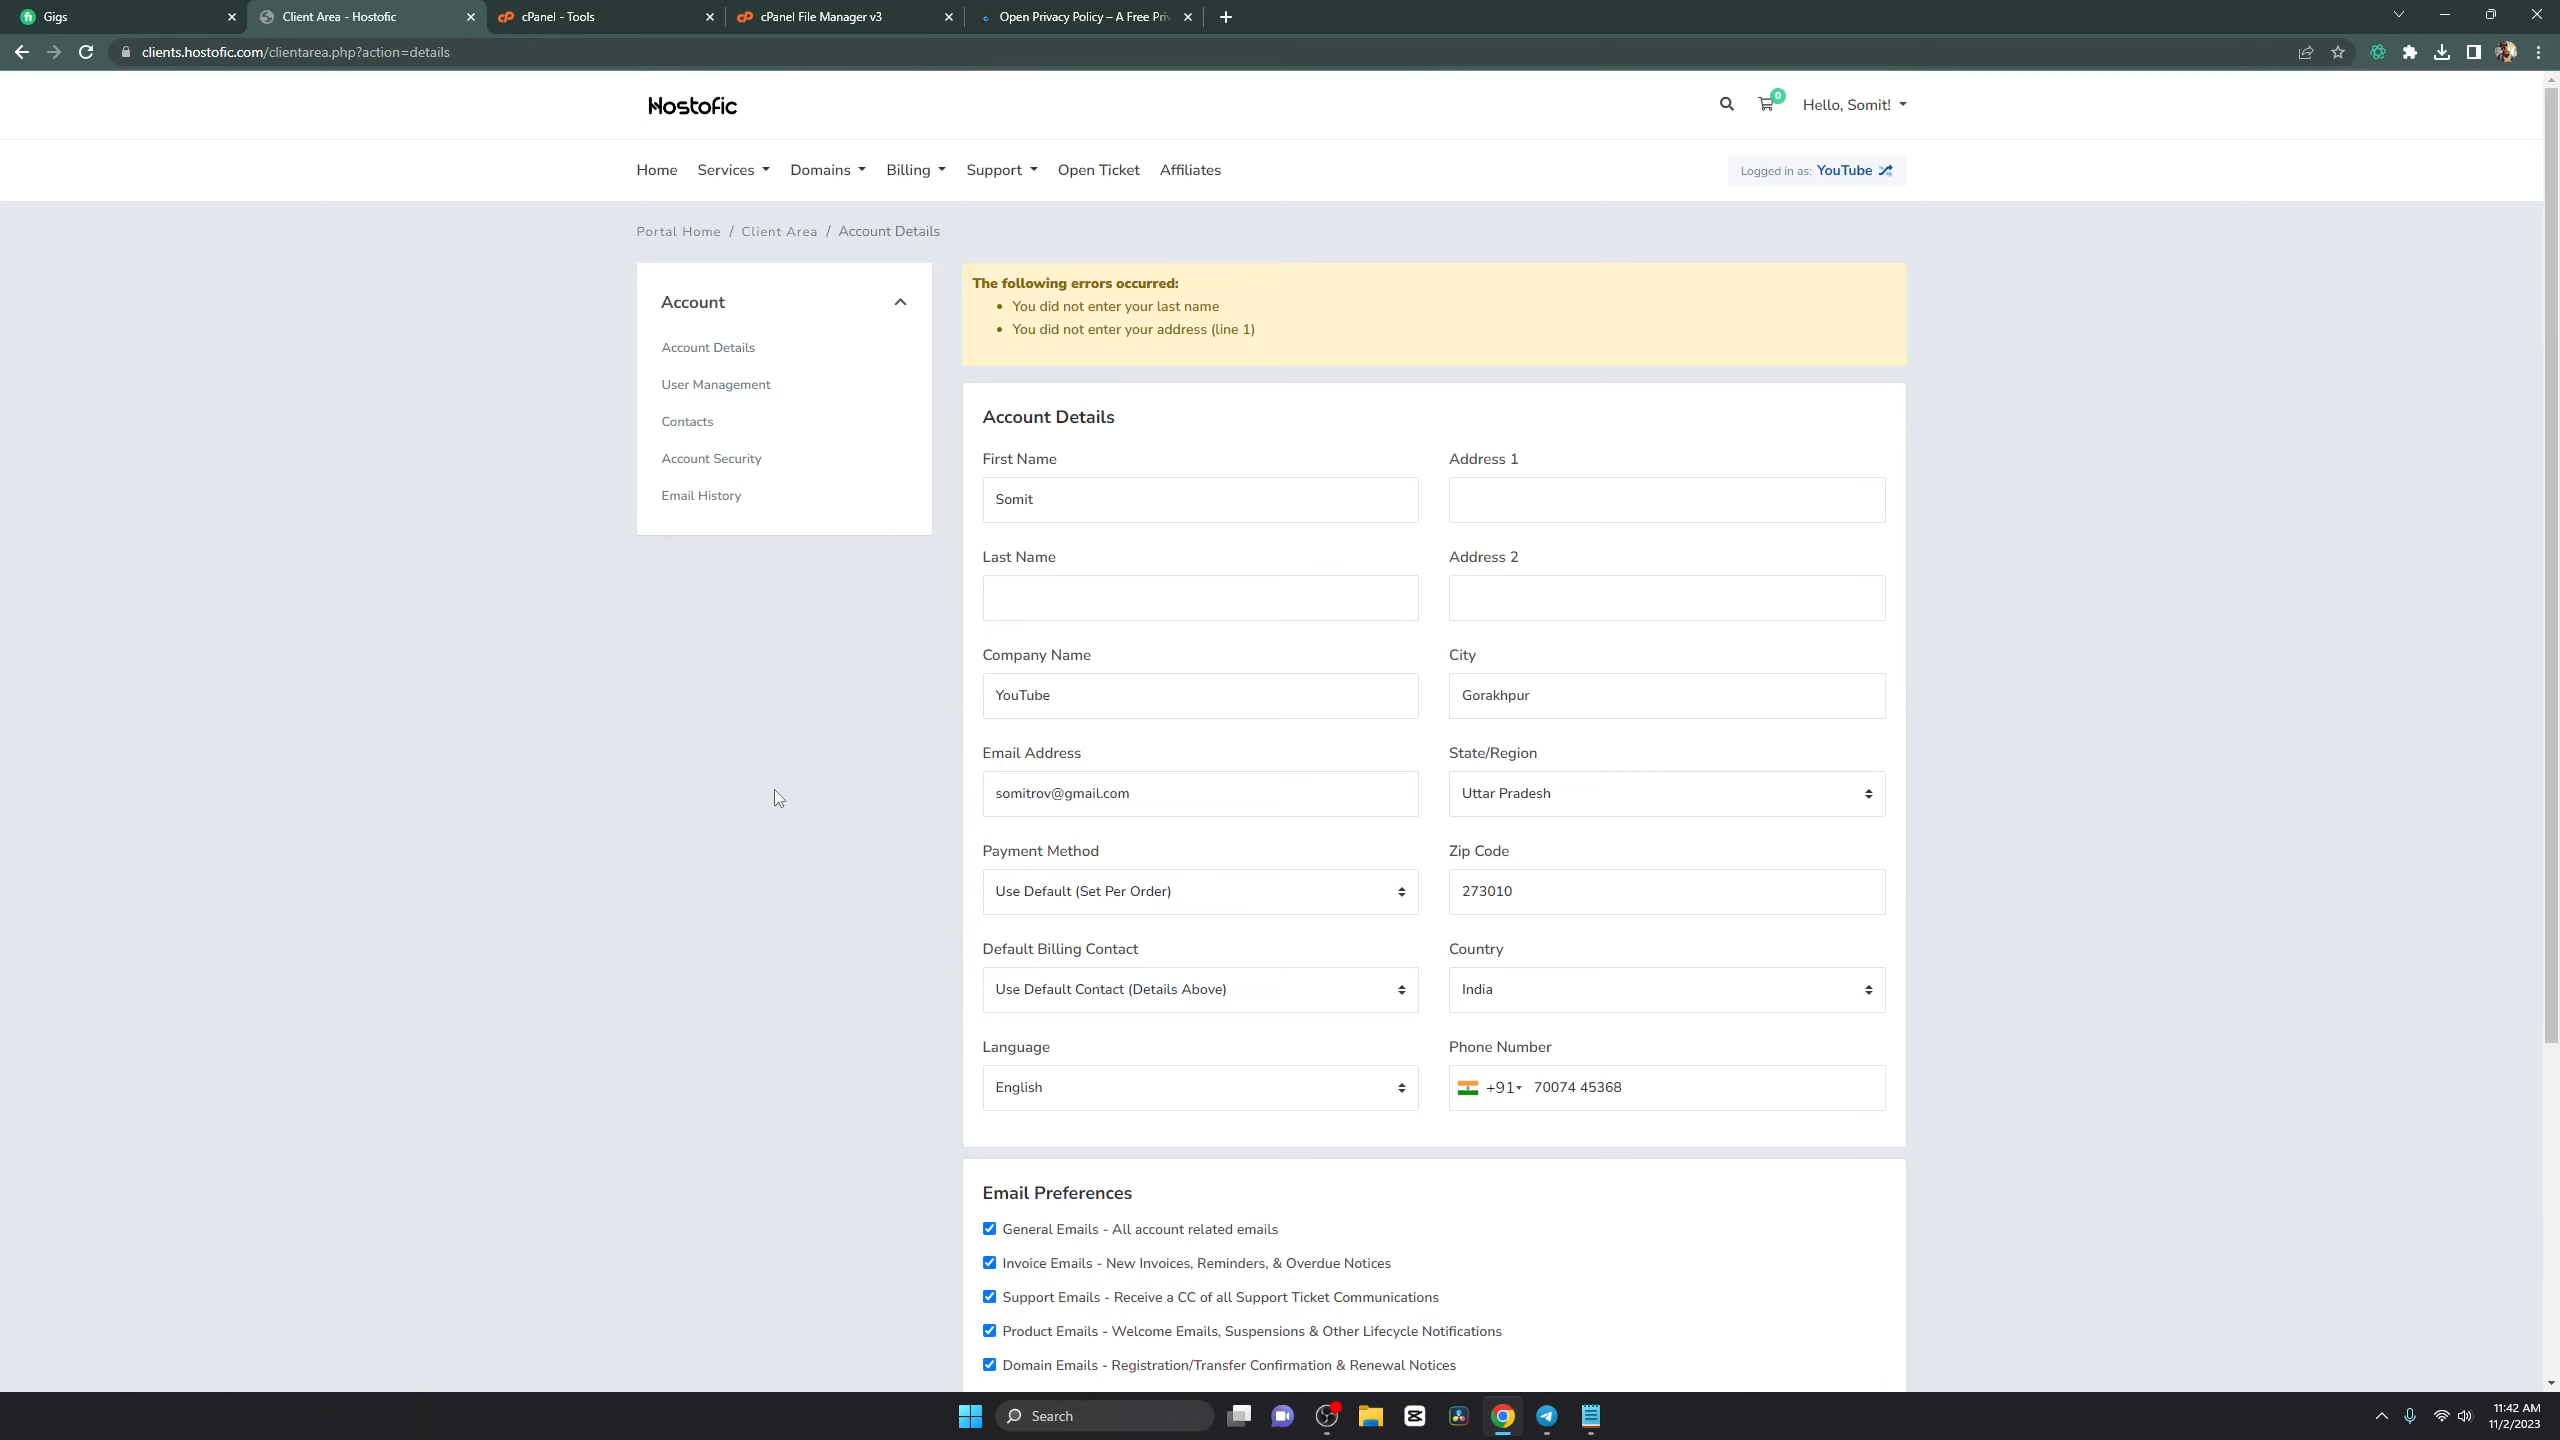 Gigs
Client Area - Hostofic
cPanel - Tools
cPanel File Manager v3
Open Privacy Policy – A Free Pri
clients.hostofic.com/clientarea.php?action=details
Hostofic
0
Hello, Somit!
Home
Services
Domains
Billing
Support
Open Ticket
Affiliates
Logged in as: YouTube
Portal Home / Client Area / Account Details
Account
Account Details
User Management
Contacts
Account Security
Email History
The following errors occurred:
• You did not enter your last name
• You did not enter your address (line 1)
Account Details
First Name
Somit
Address 1
Last Name
Address 2
Company Name
YouTube
City
Gorakhpur
Email Address
somitrov@gmail.com
State/Region
Uttar Pradesh
Payment Method
Use Default (Set Per Order)
Zip Code
273010
Default Billing Contact
Use Default Contact (Details Above)
Country
India
Language
English
Phone Number
+91 70074 45368
Email Preferences
General Emails - All account related emails
Invoice Emails - New Invoices, Reminders, & Overdue Notices
Support Emails - Receive a CC of all Support Ticket Communications
Product Emails - Welcome Emails, Suspensions & Other Lifecycle Notifications
Domain Emails - Registration/Transfer Confirmation & Renewal Notices
Search
11:42 AM
11/2/2023